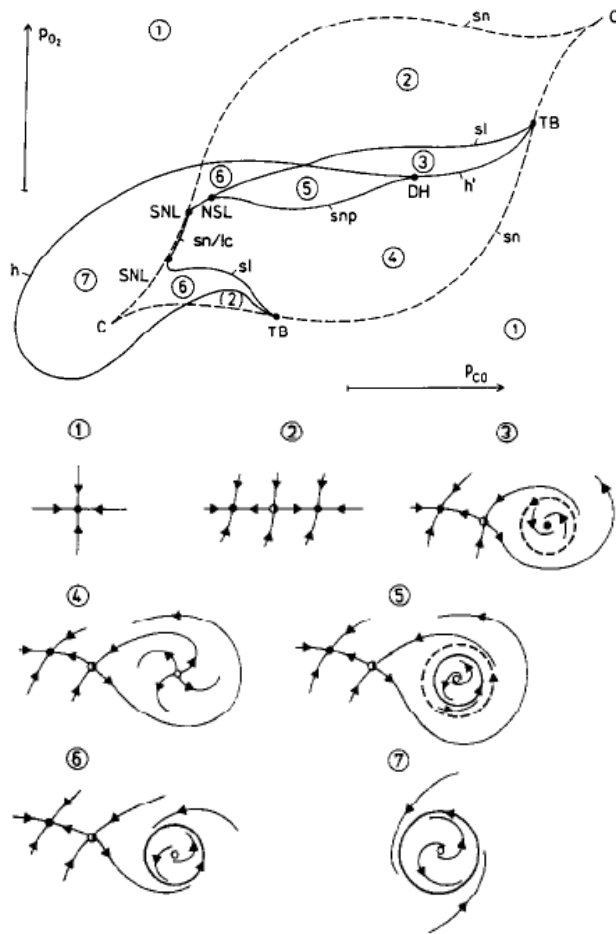 P_O2
①
sn
C
②
TB
sl
③
⑥
⑤
DH
h'
SNL
NSL
snp
sn/lc
④
sn
h
⑦
SNL
sl
⑥
(2)
C
TB
①
P_CO
①
②
③
④
⑤
⑥
⑦